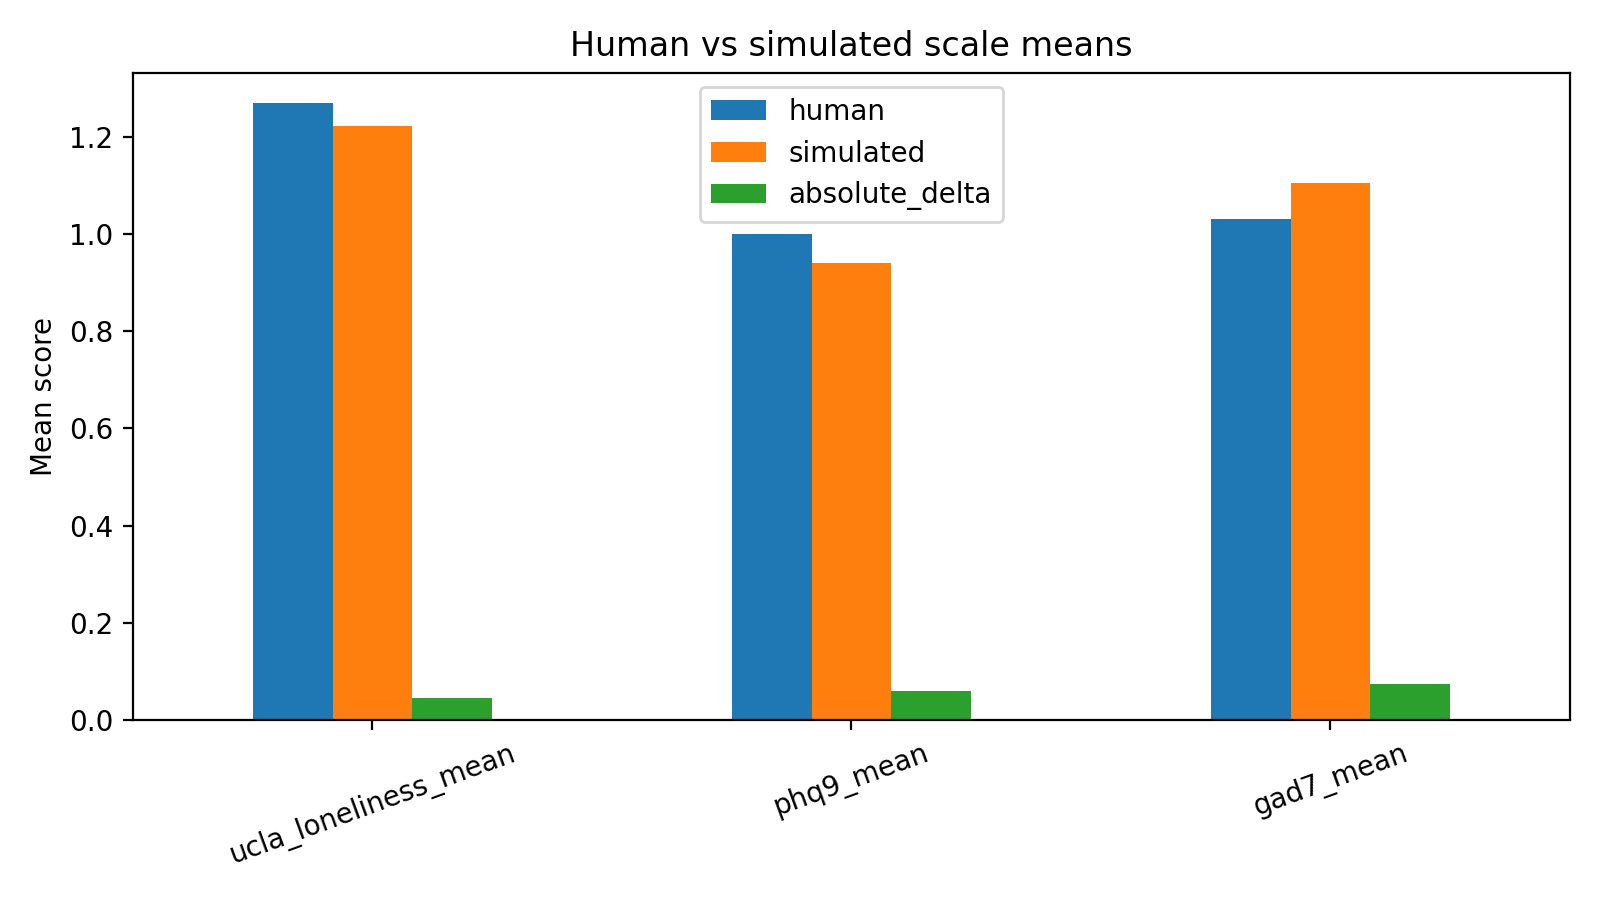 Human vs simulated scale means
human
simulated
absolute_delta
Mean score
1.2
1.0
0.8
0.6
0.4
0.2
0.0
ucla_loneliness_mean
phq9_mean
gad7_mean